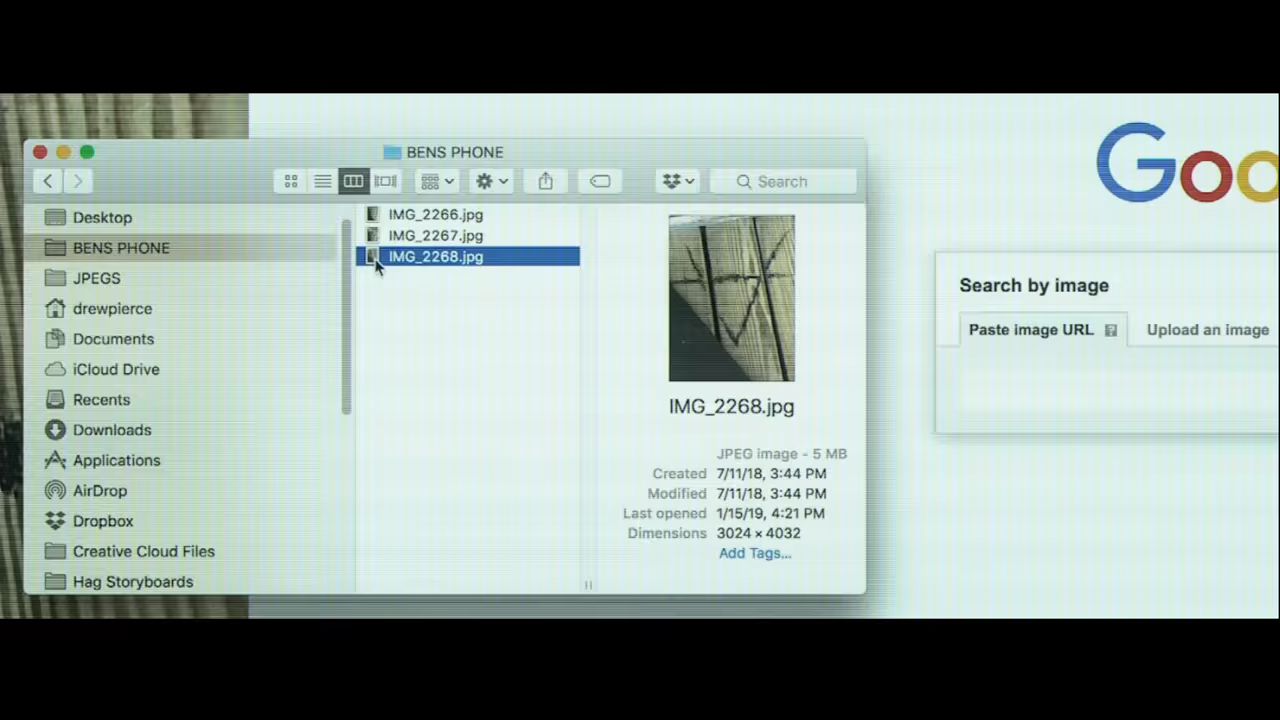 BENS PHONE
Search
Desktop
BENS PHONE
JPEGS
drewpierce
Documents
iCloud Drive
Recents
Downloads
Applications
AirDrop
Dropbox
Creative Cloud Files
Hag Storyboards
IMG_2266.jpg
IMG_2267.jpg
IMG_2268.jpg
IMG_2268.jpg
JPEG image - 5 MB
Created 7/11/18, 3:44 PM
Modified 7/11/18, 3:44 PM
Last opened 1/15/19, 4:21 PM
Dimensions 3024 × 4032
Add Tags...
Goo
Search by image
Paste image URL
Upload an image